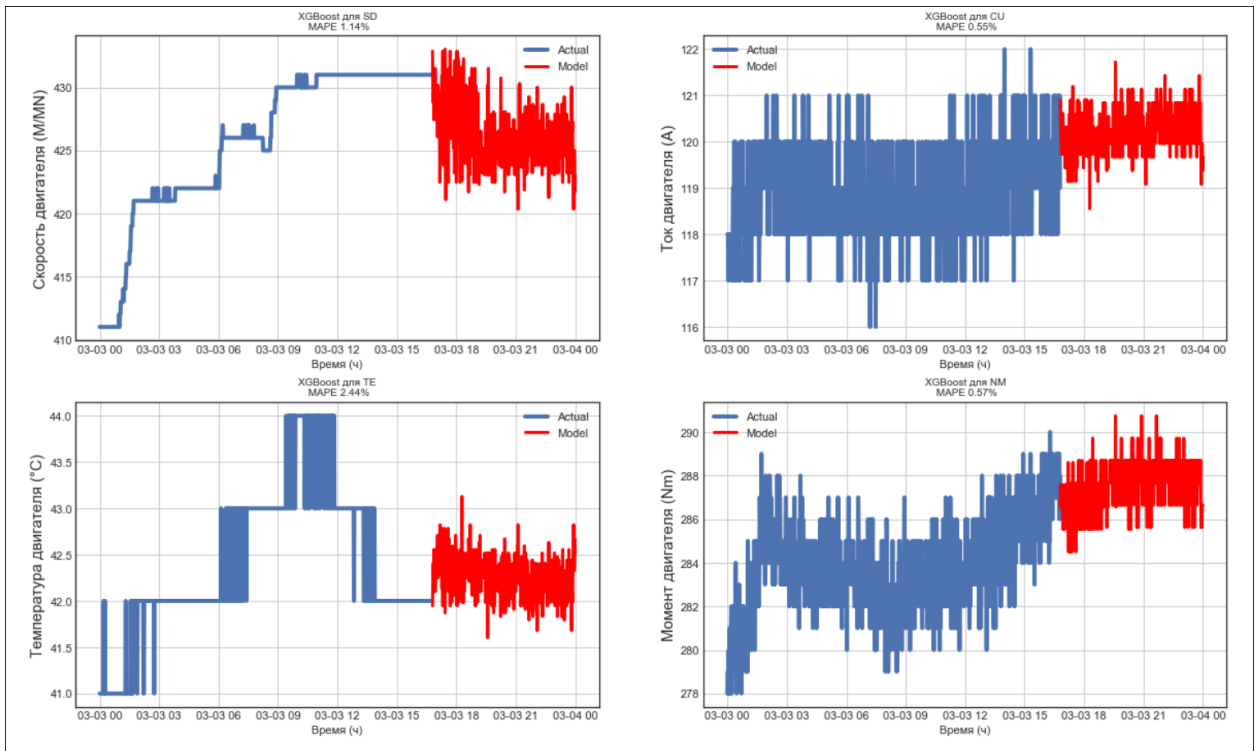 XGBoost для SD
MAPE 1.14%
Скорость двигателя (М/MN)
430
425
420
415
410
Actual
Model
03-03 00 03-03 03 03-03 06 03-03 09 03-03 12 03-03 15 03-03 18 03-03 21 03-04 00
Время (ч)
XGBoost для CU
MAPE 0.55%
Ток двигателя (А)
122
121
120
119
118
117
116
Actual
Model
03-03 00 03-03 03 03-03 06 03-03 09 03-03 12 03-03 15 03-03 18 03-03 21 03-04 00
Время (ч)
XGBoost для TE
MAPE 2.44%
Температура двигателя (°C)
44.0
43.5
43.0
42.5
42.0
41.5
41.0
Actual
Model
03-03 00 03-03 03 03-03 06 03-03 09 03-03 12 03-03 15 03-03 18 03-03 21 03-04 00
Время (ч)
XGBoost для NM
MAPE 0.57%
Момент двигателя (Nm)
290
288
286
284
282
280
278
Actual
Model
03-03 00 03-03 03 03-03 06 03-03 09 03-03 12 03-03 15 03-03 18 03-03 21 03-04 00
Время (ч)